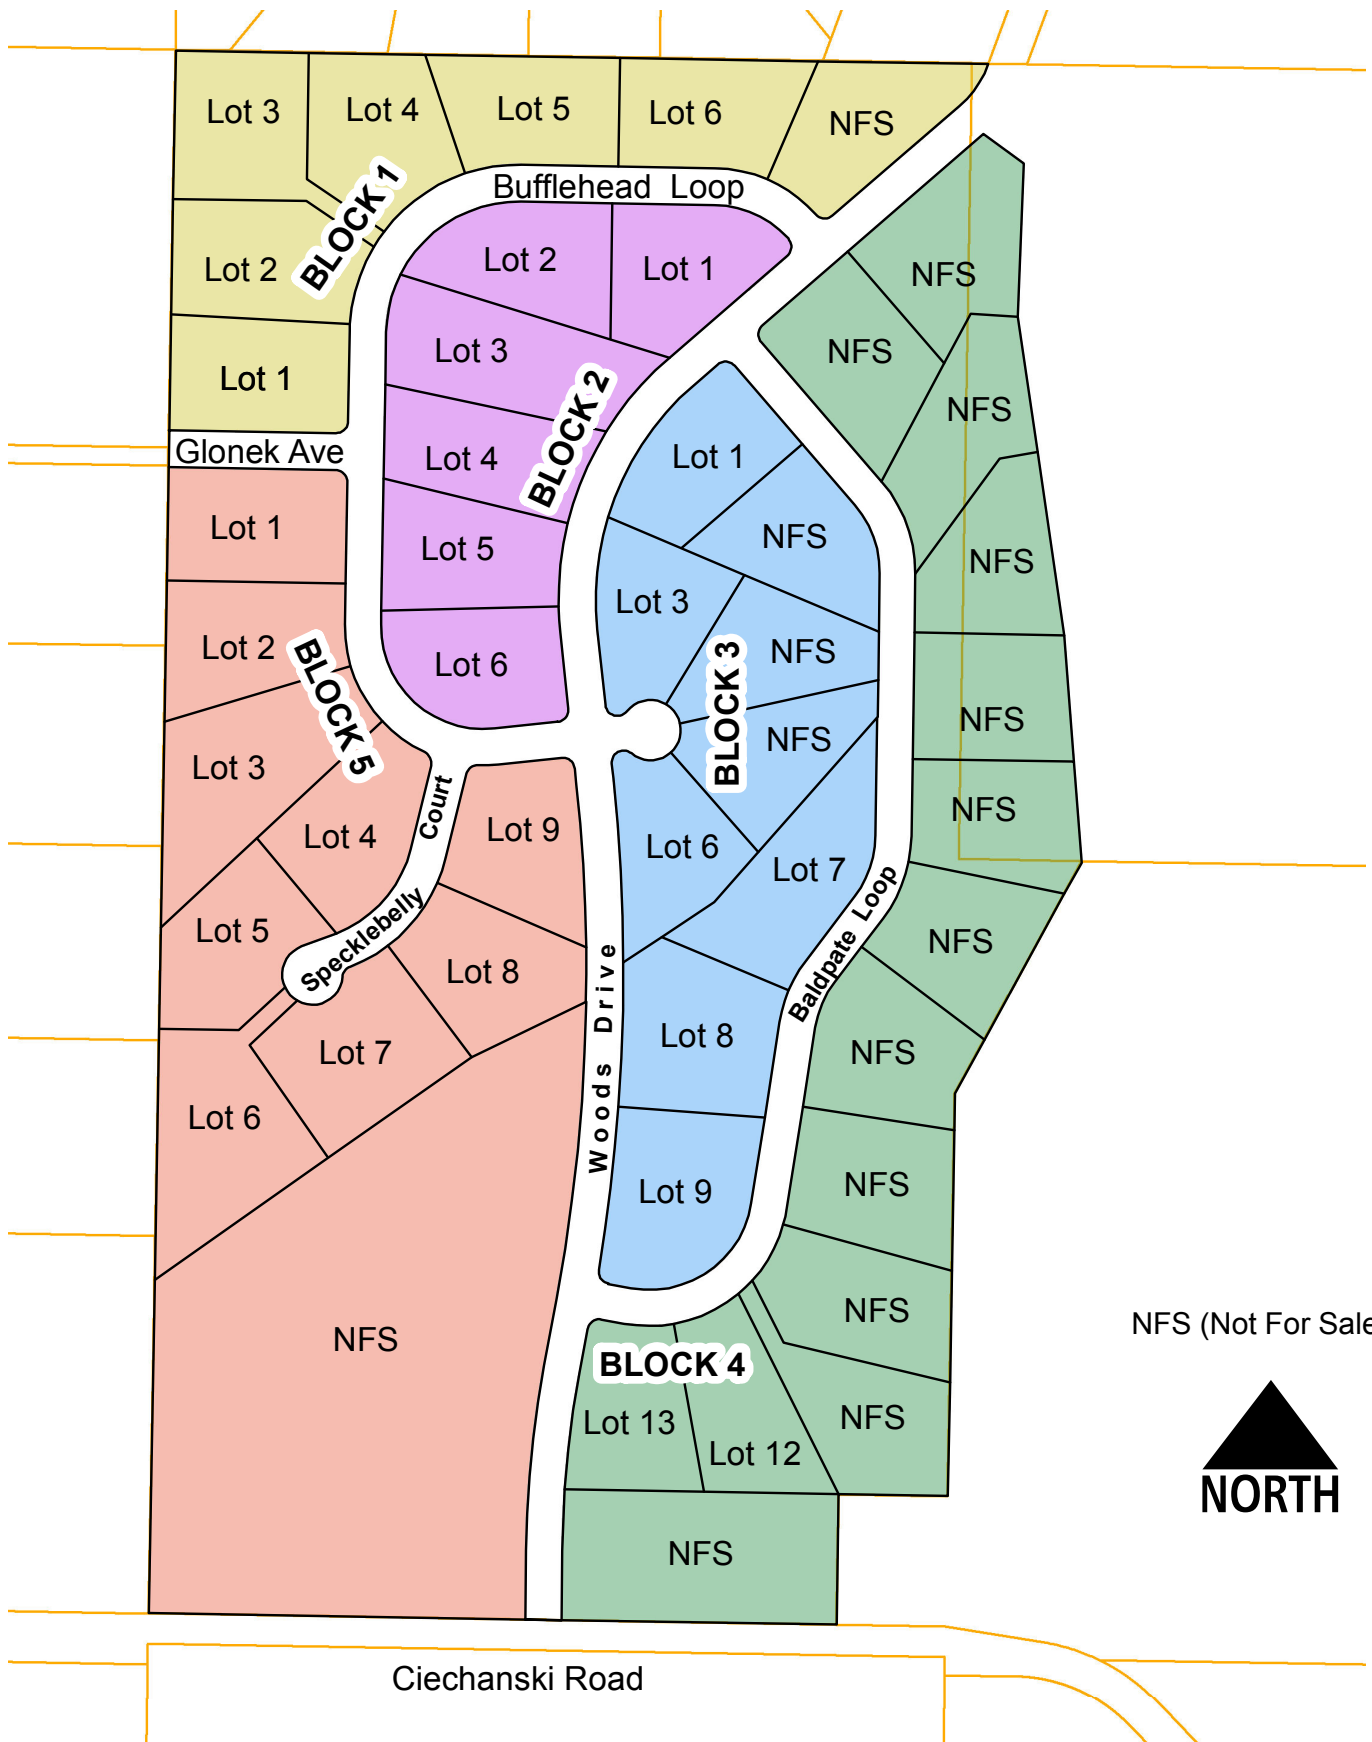 Lot 3
Lot 4
Lot 5
Lot 6
NFS
BLOCK 1
Bufflehead Loop
Lot 2
Lot 1
Glonek Ave
Lot 2
Lot 1
Lot 3
BLOCK 2
Lot 4
Lot 5
Lot 6
NFS
NFS
NFS
NFS
NFS
NFS
NFS
NFS
NFS
NFS
NFS
Lot 1
NFS
Lot 3
NFS
BLOCK 3
NFS
Lot 6
Lot 7
Lot 8
Lot 9
Baldpate Loop
Woods Drive
Lot 1
Lot 2
BLOCK 5
Lot 3
Lot 4
Court
Lot 9
Lot 5
Specklebelly
Lot 8
Lot 7
Lot 6
NFS
BLOCK 4
Lot 13
Lot 12
NFS
NFS (Not For Sale
NORTH
Ciechanski Road